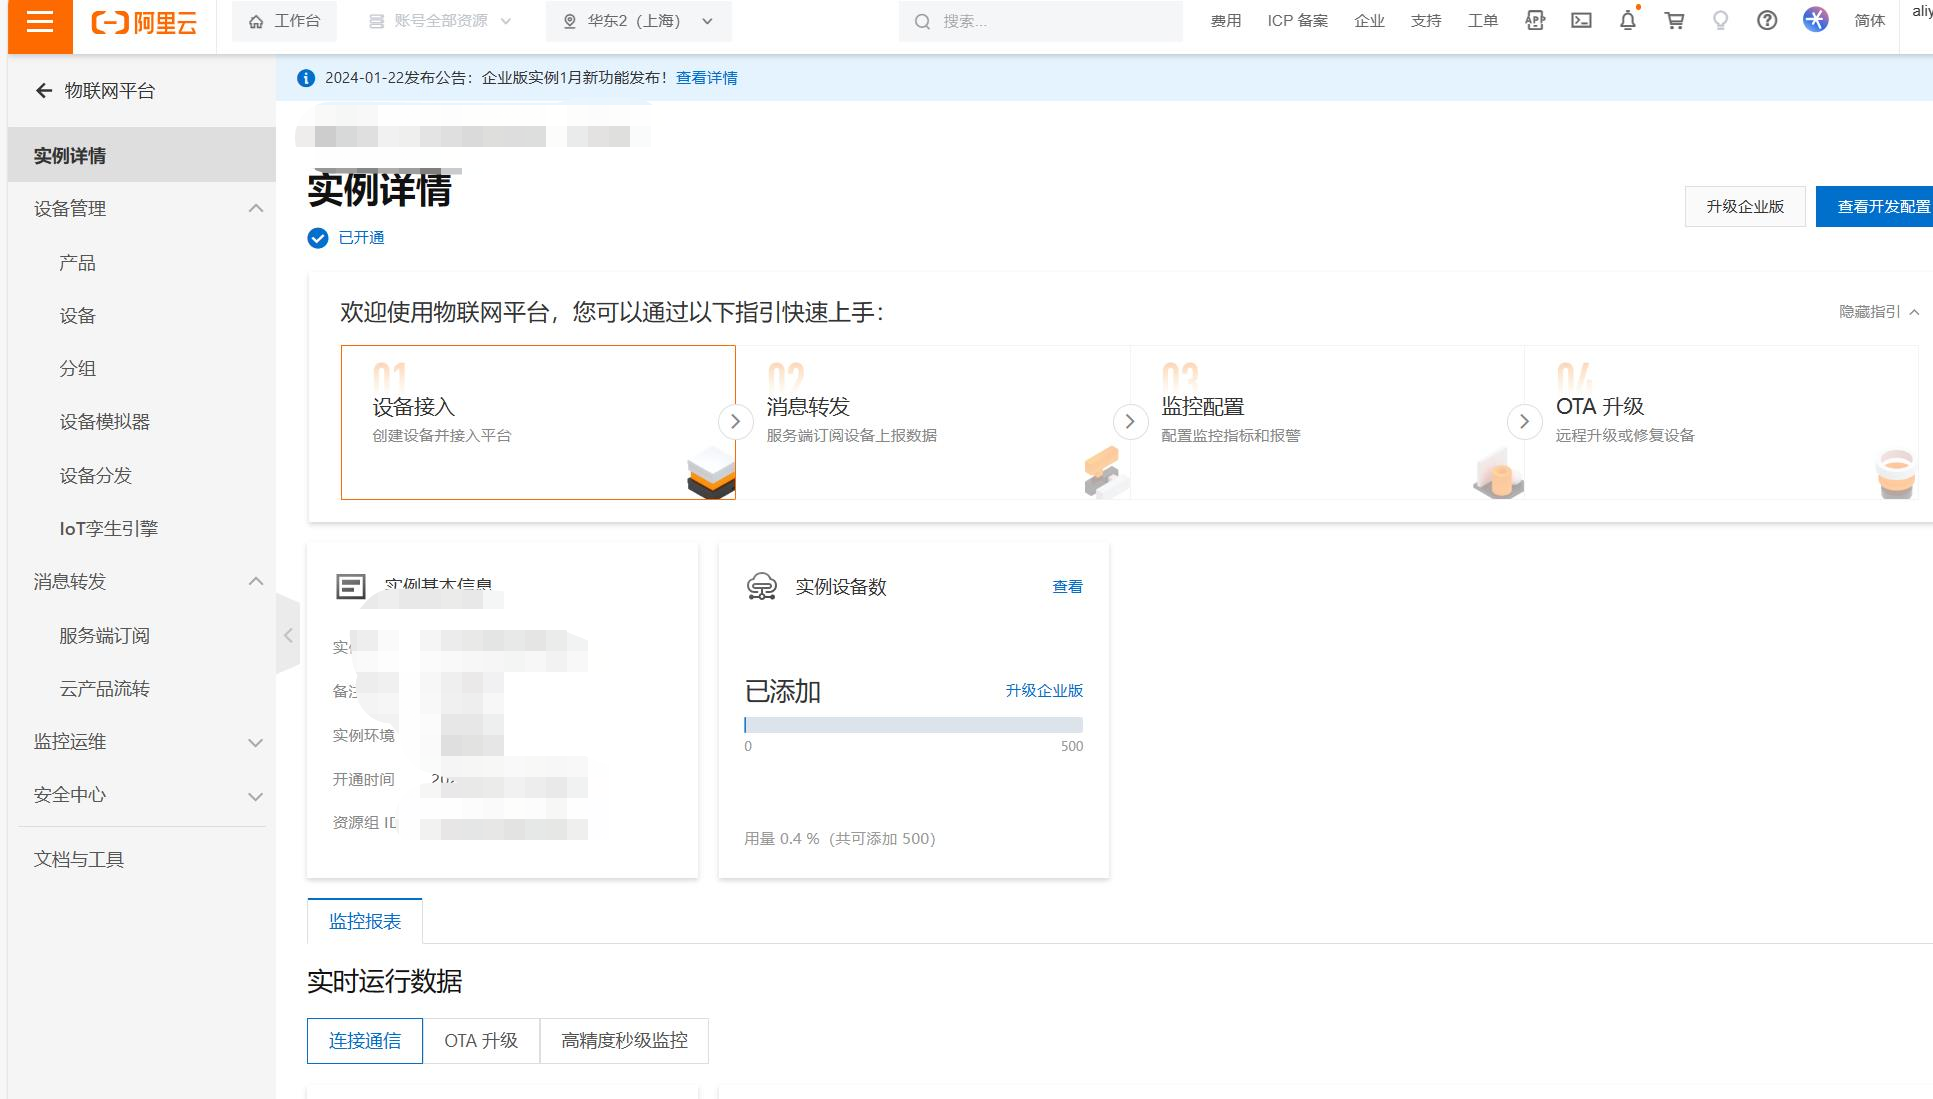 阿里云
工作台
账号全部资源
华东2（上海）
搜索...
费用
ICP 备案
企业
支持
工单
简体
aliy
物联网平台
2024-01-22发布公告：企业版实例1月新功能发布！查看详情
实例详情
设备管理
产品
设备
分组
设备模拟器
设备分发
IoT孪生引擎
消息转发
服务端订阅
云产品流转
监控运维
安全中心
文档与工具
实例详情
已开通
升级企业版
查看开发配置
欢迎使用物联网平台，您可以通过以下指引快速上手：
隐藏指引
01
设备接入
创建设备并接入平台
02
消息转发
服务端订阅设备上报数据
03
监控配置
配置监控指标和报警
04
OTA 升级
远程升级或修复设备
实例基本信息
实例环境
开通时间
资源组 ID
实例设备数
查看
已添加
升级企业版
0
500
用量 0.4 %（共可添加 500）
监控报表
实时运行数据
连接通信
OTA 升级
高精度秒级监控